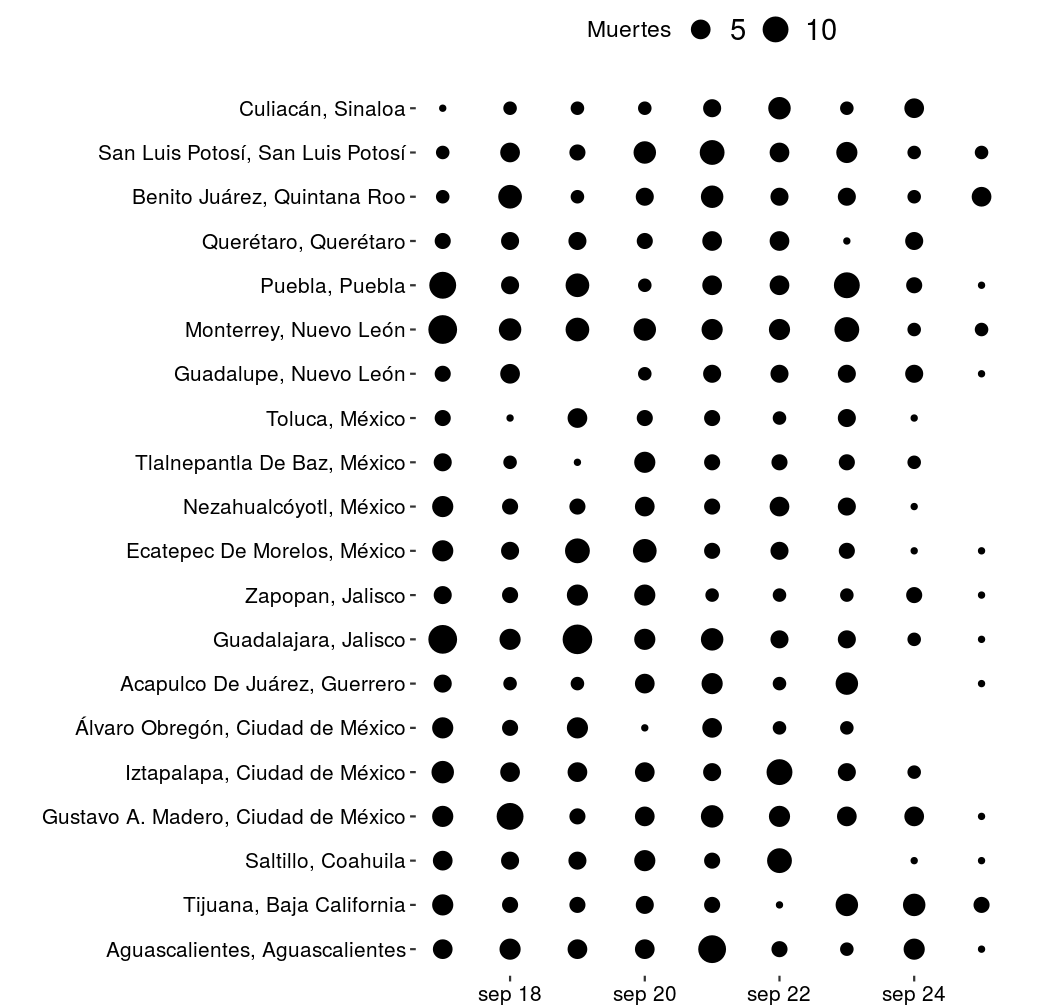 Muertes 5 10
Culiacán, Sinaloa
San Luis Potosí, San Luis Potosí
Benito Juárez, Quintana Roo
Querétaro, Querétaro
Puebla, Puebla
Monterrey, Nuevo León
Guadalupe, Nuevo León
Toluca, México
Tlalnepantla De Baz, México
Nezahualcóyotl, México
Ecatepec De Morelos, México
Zapopan, Jalisco
Guadalajara, Jalisco
Acapulco De Juárez, Guerrero
Álvaro Obregón, Ciudad de México
Iztapalapa, Ciudad de México
Gustavo A. Madero, Ciudad de México
Saltillo, Coahuila
Tijuana, Baja California
Aguascalientes, Aguascalientes
sep 18 sep 20 sep 22 sep 24